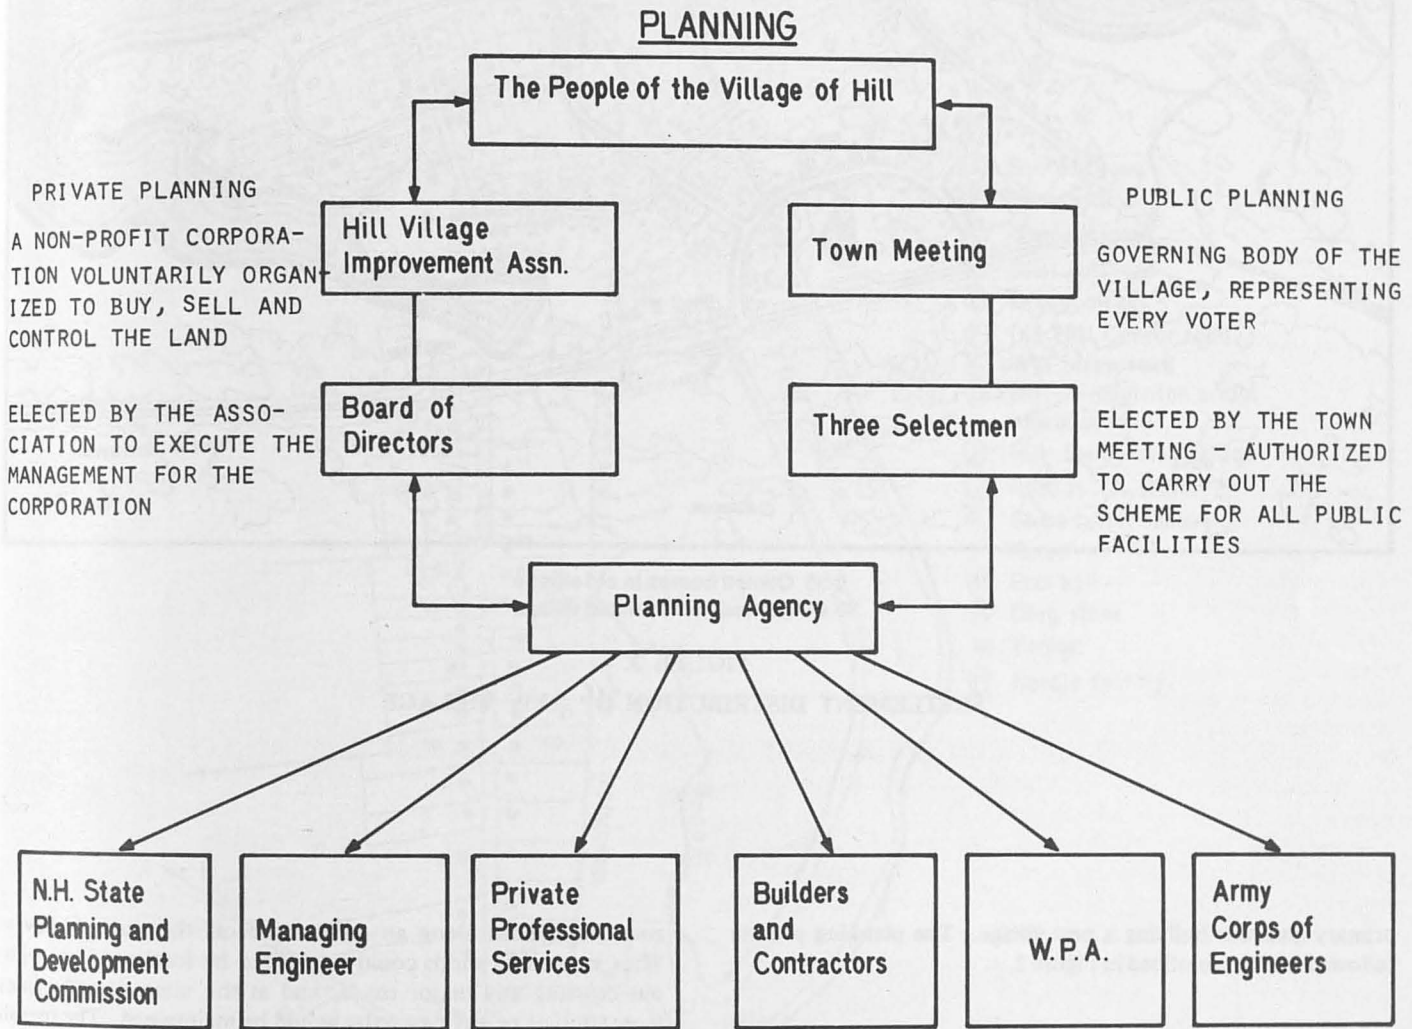 PLANNING
The People of the Village of Hill
PRIVATE PLANNING
A NON-PROFIT CORPORA-
TION VOLUNTARILY ORGAN-
IZED TO BUY, SELL AND
CONTROL THE LAND
Hill Village
Improvement Assn.
Town Meeting
PUBLIC PLANNING
GOVERNING BODY OF THE
VILLAGE, REPRESENTING
EVERY VOTER
ELECTED BY THE ASSO-
CIATION TO EXECUTE THE
MANAGEMENT FOR THE
CORPORATION
Board of
Directors
Three Selectmen
ELECTED BY THE TOWN
MEETING - AUTHORIZED
TO CARRY OUT THE
SCHEME FOR ALL PUBLIC
FACILITIES
Planning Agency
N.H. State
Planning and
Development
Commission
Managing
Engineer
Private
Professional
Services
Builders
and
Contractors
W.P.A.
Army
Corps of
Engineers